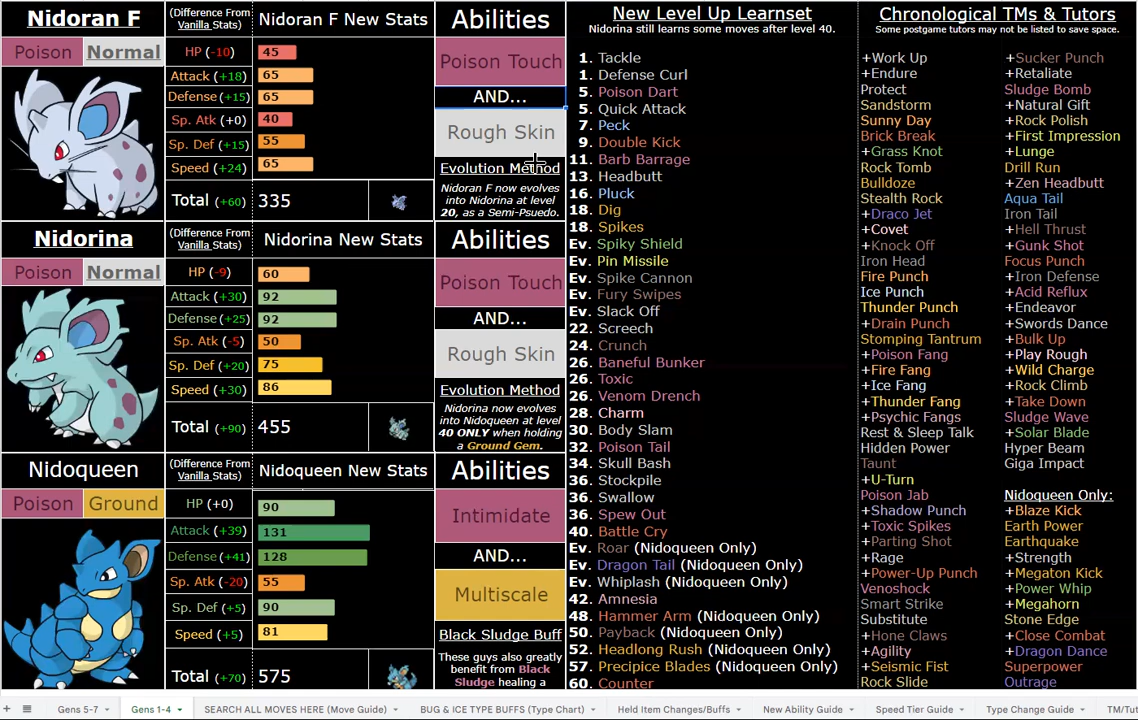 Nidoran F
(Difference From
Vanilla Stats)
Nidoran F New Stats
Abilities
Poison
Normal
HP (-10)
45
Attack (+18)
65
Defense (+15)
65
Sp. Atk (+0)
40
Sp. Def (+15)
55
Speed (+24)
65
Total (+60)
335
Poison Touch
AND...
Rough Skin
Evolution Method
Nidoran F now evolves
into Nidorina at level
20, as a Semi-Psuedo.
Nidorina
(Difference From
Vanilla Stats)
Nidorina New Stats
Abilities
Poison
Normal
HP (-9)
60
Attack (+30)
92
Defense (+25)
92
Sp. Atk (-5)
50
Sp. Def (+20)
75
Speed (+30)
86
Total (+90)
455
Poison Touch
AND...
Rough Skin
Evolution Method
Nidorina now evolves
into Nidoqueen at level
40 ONLY when holding
a Ground Gem.
Nidoqueen
(Difference From
Vanilla Stats)
Nidoqueen New Stats
Abilities
Poison
Ground
HP (+0)
90
Attack (+39)
131
Defense (+41)
128
Sp. Atk (-20)
55
Sp. Def (+5)
90
Speed (+5)
81
Total (+70)
575
Intimidate
AND...
Multiscale
Black Sludge Buff
These guys also greatly
benefit from Black
Sludge healing a
New Level Up Learnset
Nidorina still learns some moves after level 40.
1. Tackle
1. Defense Curl
5. Poison Dart
5. Quick Attack
7. Peck
9. Double Kick
11. Barb Barrage
13. Headbutt
16. Pluck
18. Dig
18. Spikes
Ev. Spiky Shield
Ev. Pin Missile
Ev. Spike Cannon
Ev. Fury Swipes
Ev. Slack Off
22. Screech
24. Crunch
26. Baneful Bunker
26. Toxic
26. Venom Drench
28. Charm
30. Body Slam
32. Poison Tail
34. Skull Bash
36. Stockpile
36. Swallow
36. Spew Out
40. Battle Cry
Ev. Roar (Nidoqueen Only)
Ev. Dragon Tail (Nidoqueen Only)
Ev. Whiplash (Nidoqueen Only)
42. Amnesia
48. Hammer Arm (Nidoqueen Only)
50. Payback (Nidoqueen Only)
52. Headlong Rush (Nidoqueen Only)
57. Precipice Blades (Nidoqueen Only)
60. Counter
Chronological TMs & Tutors
Some postgame tutors may not be listed to save space.
+Work Up
+Endure
Protect
Sandstorm
Sunny Day
Brick Break
+Grass Knot
Rock Tomb
Bulldoze
Stealth Rock
+Draco Jet
+Covet
+Knock Off
Iron Head
Fire Punch
Ice Punch
Thunder Punch
+Drain Punch
Stomping Tantrum
+Poison Fang
+Fire Fang
+Ice Fang
+Thunder Fang
+Psychic Fangs
Rest & Sleep Talk
Hidden Power
Taunt
+U-Turn
Poison Jab
+Shadow Punch
+Toxic Spikes
+Parting Shot
+Rage
+Power-Up Punch
Venoshock
Smart Strike
Substitute
+Hone Claws
+Agility
+Seismic Fist
Rock Slide
+Sucker Punch
+Retaliate
Sludge Bomb
+Natural Gift
+Rock Polish
+First Impression
+Lunge
Drill Run
+Zen Headbutt
Aqua Tail
Iron Tail
+Hell Thrust
+Gunk Shot
Focus Punch
+Iron Defense
+Acid Reflux
+Endeavor
+Swords Dance
+Bulk Up
+Play Rough
+Wild Charge
+Rock Climb
+Take Down
Sludge Wave
+Solar Blade
Hyper Beam
Giga Impact
Nidoqueen Only:
+Blaze Kick
Earth Power
Earthquake
+Strength
+Megaton Kick
+Power Whip
+Megahorn
Stone Edge
+Close Combat
+Dragon Dance
Superpower
Outrage
Gens 5-7
Gens 1-4
SEARCH ALL MOVES HERE (Move Guide)
BUG & ICE TYPE BUFFS (Type Chart)
Held Item Changes/Buffs
New Ability Guide
Speed Tier Guide
Type Change Guide
TM/Tut